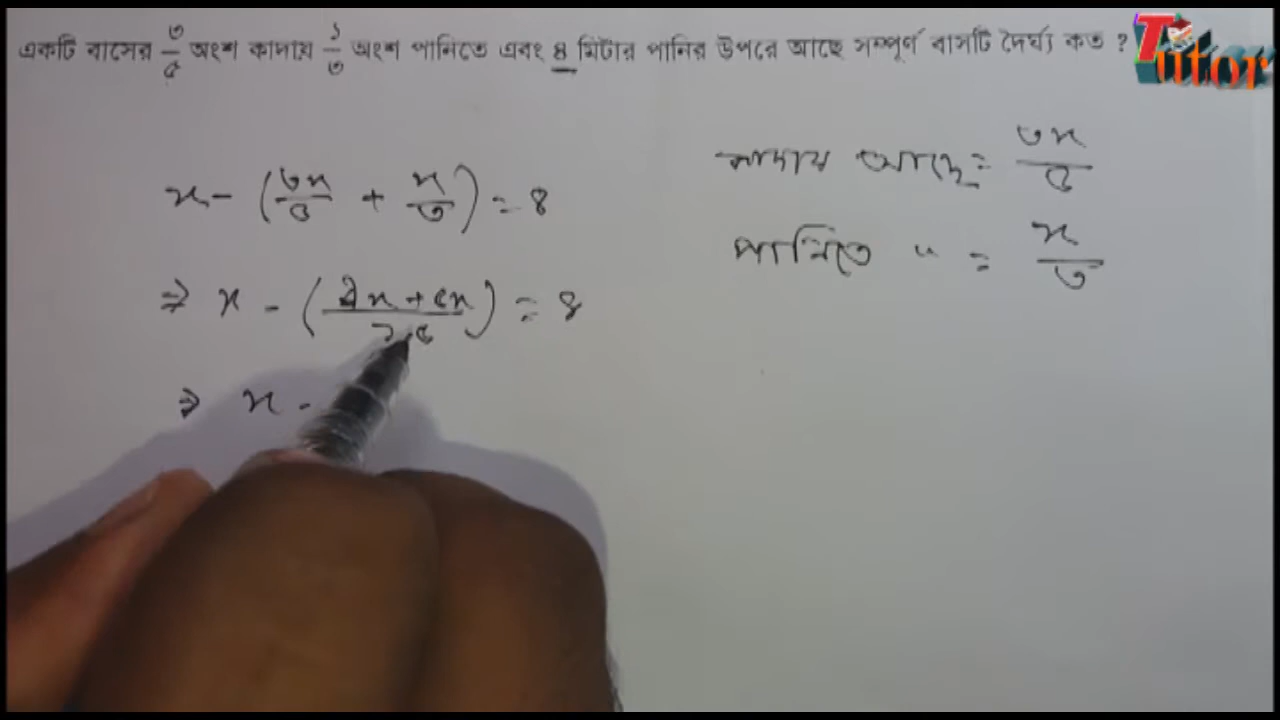 একটি বাসের ৩/৫ অংশ কাদায় ১/৩ অংশ পানিতে এবং ৪ মিটার পানির উপরে আছে সম্পূর্ণ বাসটি দৈর্ঘ্য কত ?
Tutor
x - (৩x/৫ + x/৩) = ৪
⇒ x - (৯x + ৫x/১৫) = ৪
⇒ x -
কাদায় আছে = ৩x/৫
পানিতে " = x/৩